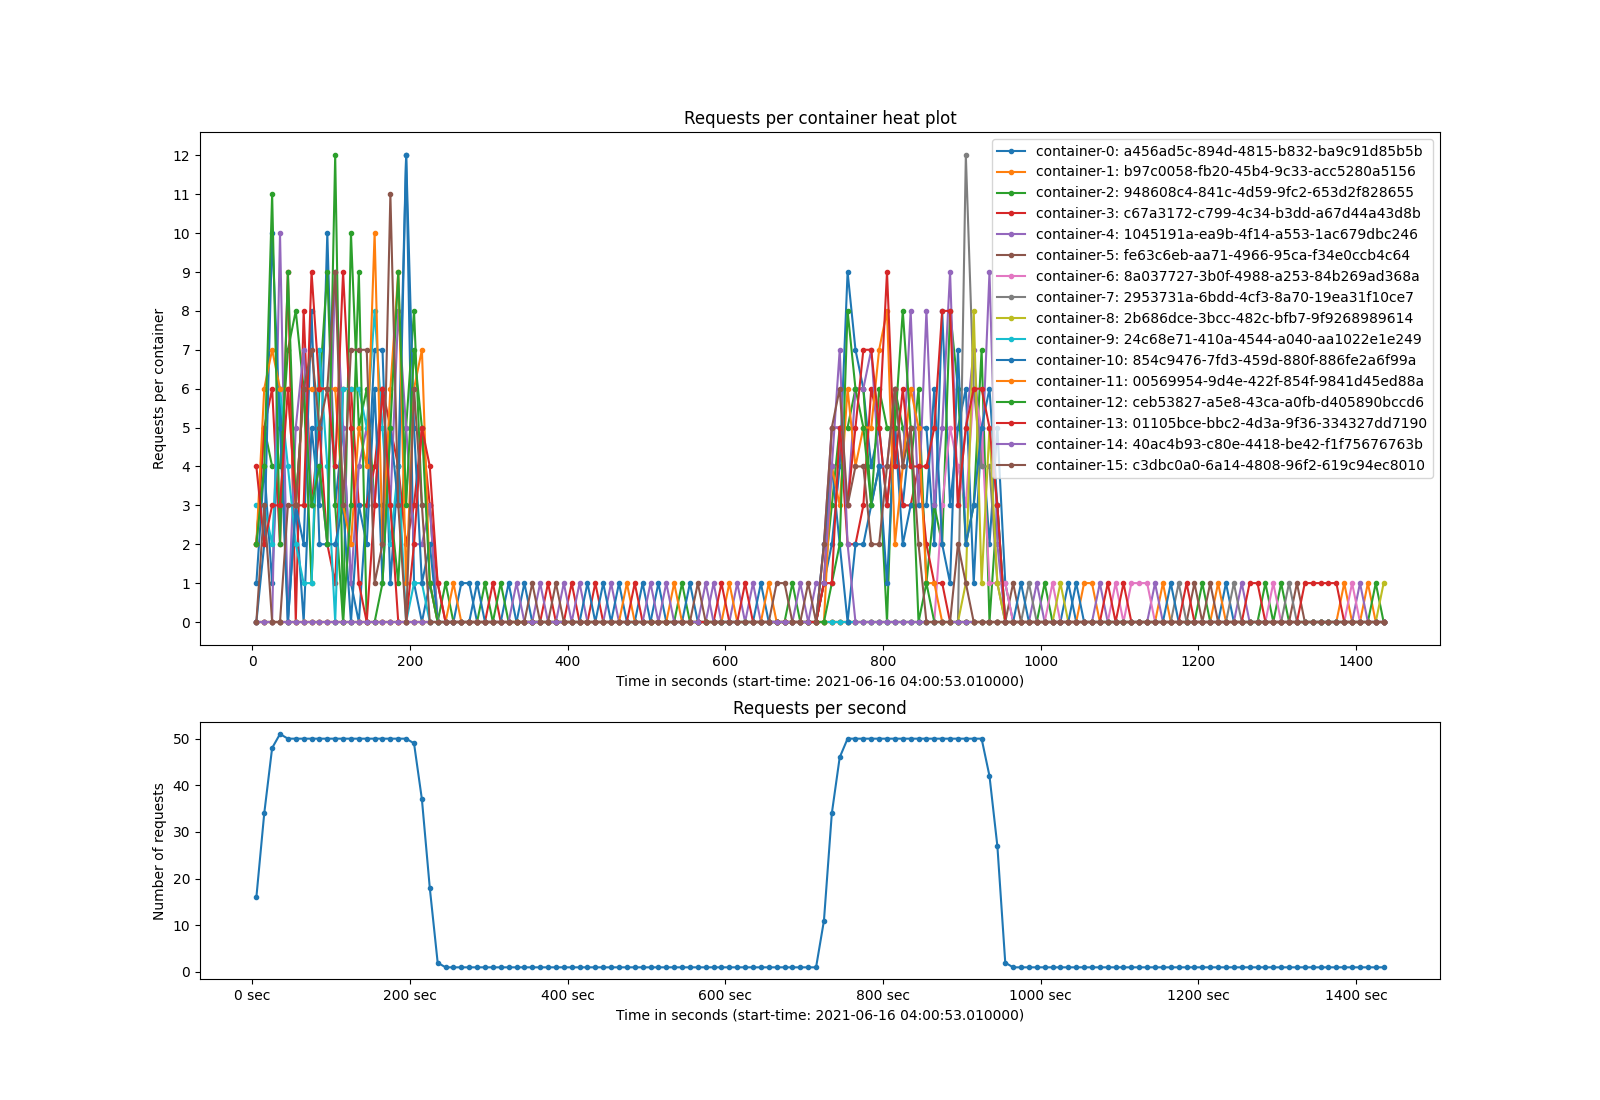 Requests per container heat plot
Requests per container
12
11
10
9
8
7
6
5
4
3
2
1
0
container-0: a456ad5c-894d-4815-b832-ba9c91d85b5b
container-1: b97c0058-fb20-45b4-9c33-acc5280a5156
container-2: 948608c4-841c-4d59-9fc2-653d2f828655
container-3: c67a3172-c799-4c34-b3dd-a67d44a43d8b
container-4: 1045191a-ea9b-4f14-a553-1ac679dbc246
container-5: fe63c6eb-aa71-4966-95ca-f34e0ccb4c64
container-6: 8a037727-3b0f-4988-a253-84b269ad368a
container-7: 2953731a-6bdd-4cf3-8a70-19ea31f10ce7
container-8: 2b686dce-3bcc-482c-bfb7-9f9268989614
container-9: 24c68e71-410a-4544-a040-aa1022e1e249
container-10: 854c9476-7fd3-459d-880f-886fe2a6f99a
container-11: 00569954-9d4e-422f-854f-9841d45ed88a
container-12: ceb53827-a5e8-43ca-a0fb-d405890bccd6
container-13: 01105bce-bbc2-4d3a-9f36-334327dd7190
container-14: 40ac4b93-c80e-4418-be42-f1f75676763b
container-15: c3dbc0a0-6a14-4808-96f2-619c94ec8010
0 200 400 600 800 1000 1200 1400
Time in seconds (start-time: 2021-06-16 04:00:53.010000)
Requests per second
Number of requests
50
40
30
20
10
0
0 sec 200 sec 400 sec 600 sec 800 sec 1000 sec 1200 sec 1400 sec
Time in seconds (start-time: 2021-06-16 04:00:53.010000)